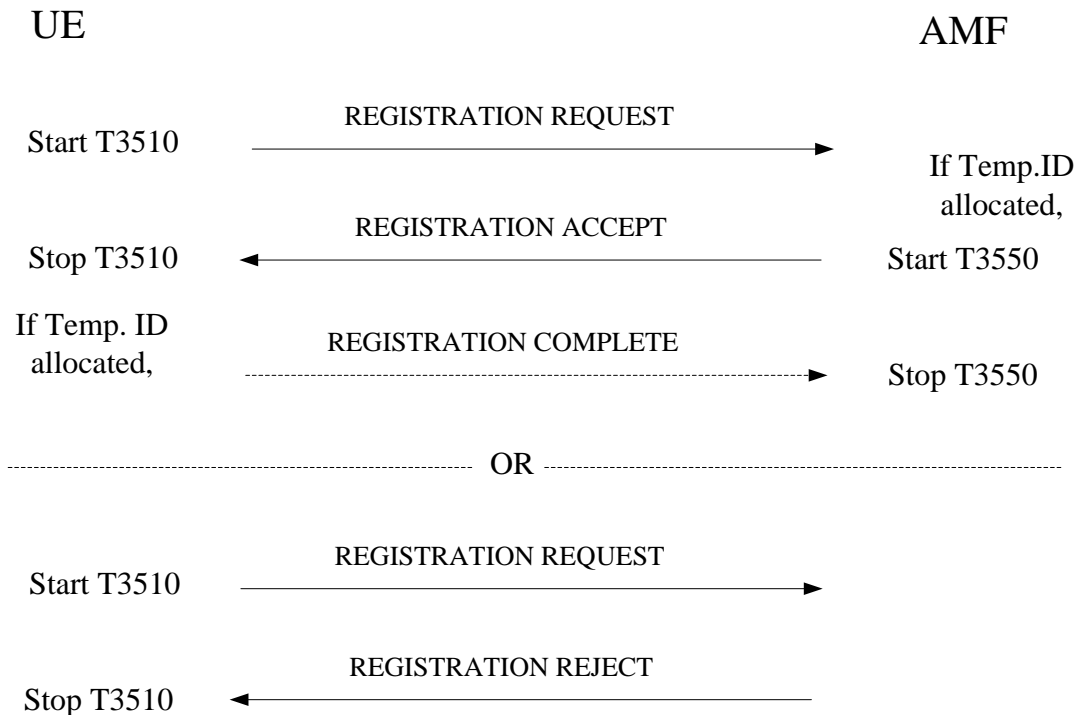 UE
AMF
REGISTRATION REQUEST
Start T3510
If Temp.ID
allocated,
REGISTRATION ACCEPT
Stop T3510
Start T3550
If Temp. ID
allocated,
REGISTRATION COMPLETE
Stop T3550
OR
REGISTRATION REQUEST
Start T3510
REGISTRATION REJECT
Stop T3510